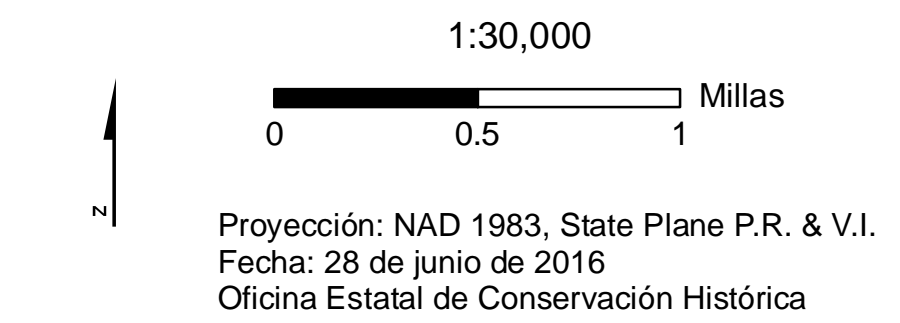 1:30,000
Millas
0 0.5 1
N
Proyección: NAD 1983, State Plane P.R. & V.I.
Fecha: 28 de junio de 2016
Oficina Estatal de Conservación Histórica